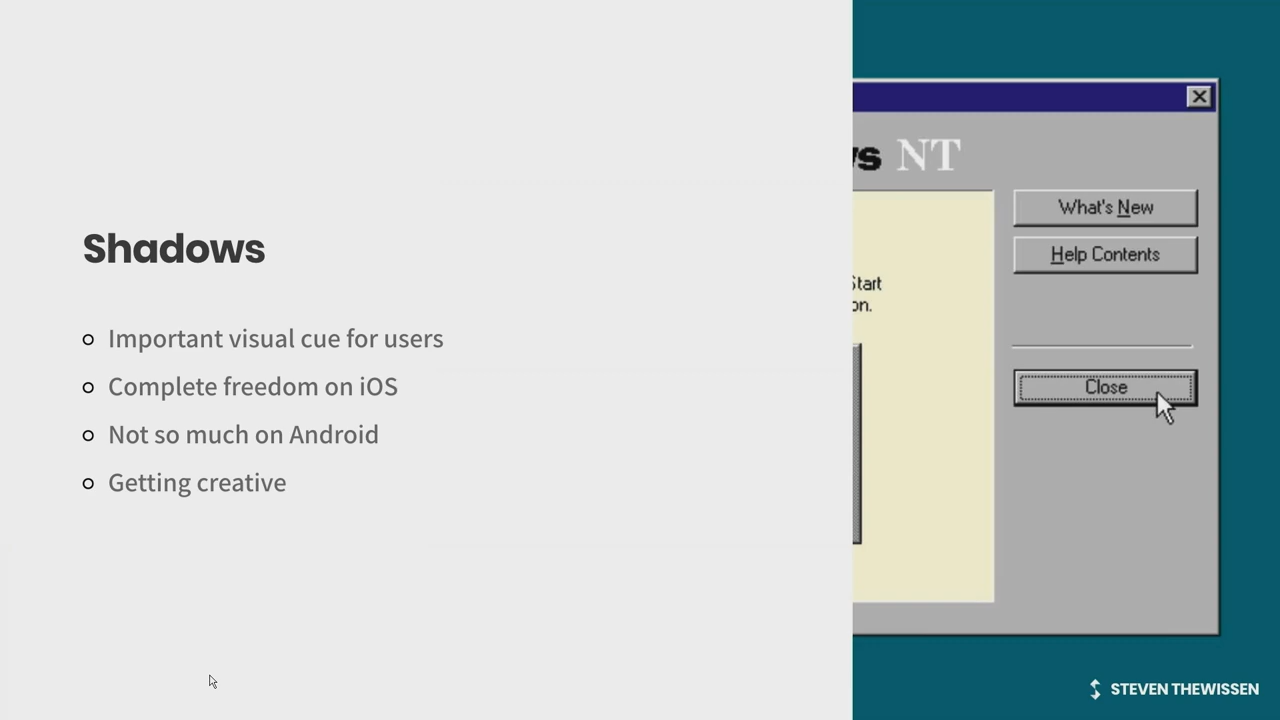 Shadows
Important visual cue for users
Complete freedom on iOS
Not so much on Android
Getting creative
NT
What's New
Help Contents
Start
on.
Close
STEVEN THEWISSEN